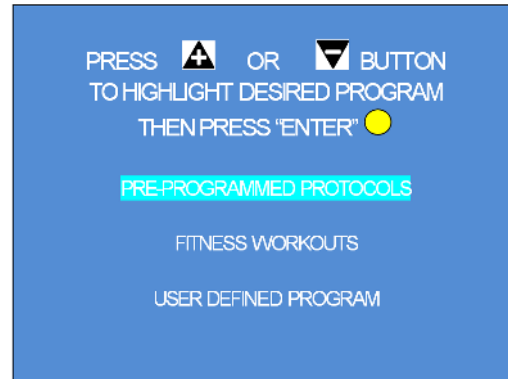 PRESS + OR − BUTTON
TO HIGHLIGHT DESIRED PROGRAM
THEN PRESS “ENTER”
PRE-PROGRAMMED PROTOCOLS
FITNESS WORKOUTS
USER DEFINED PROGRAM